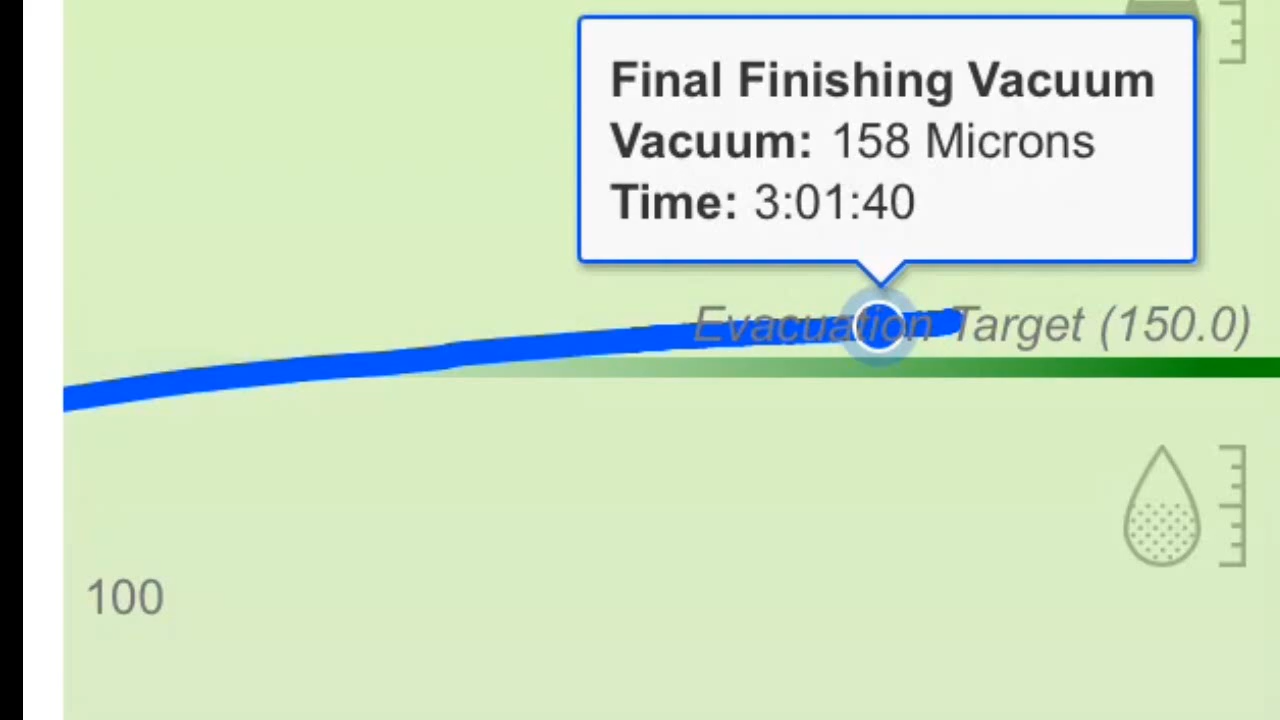 Final Finishing Vacuum
Vacuum: 158 Microns
Time: 3:01:40
Evacuation Target (150.0)
100